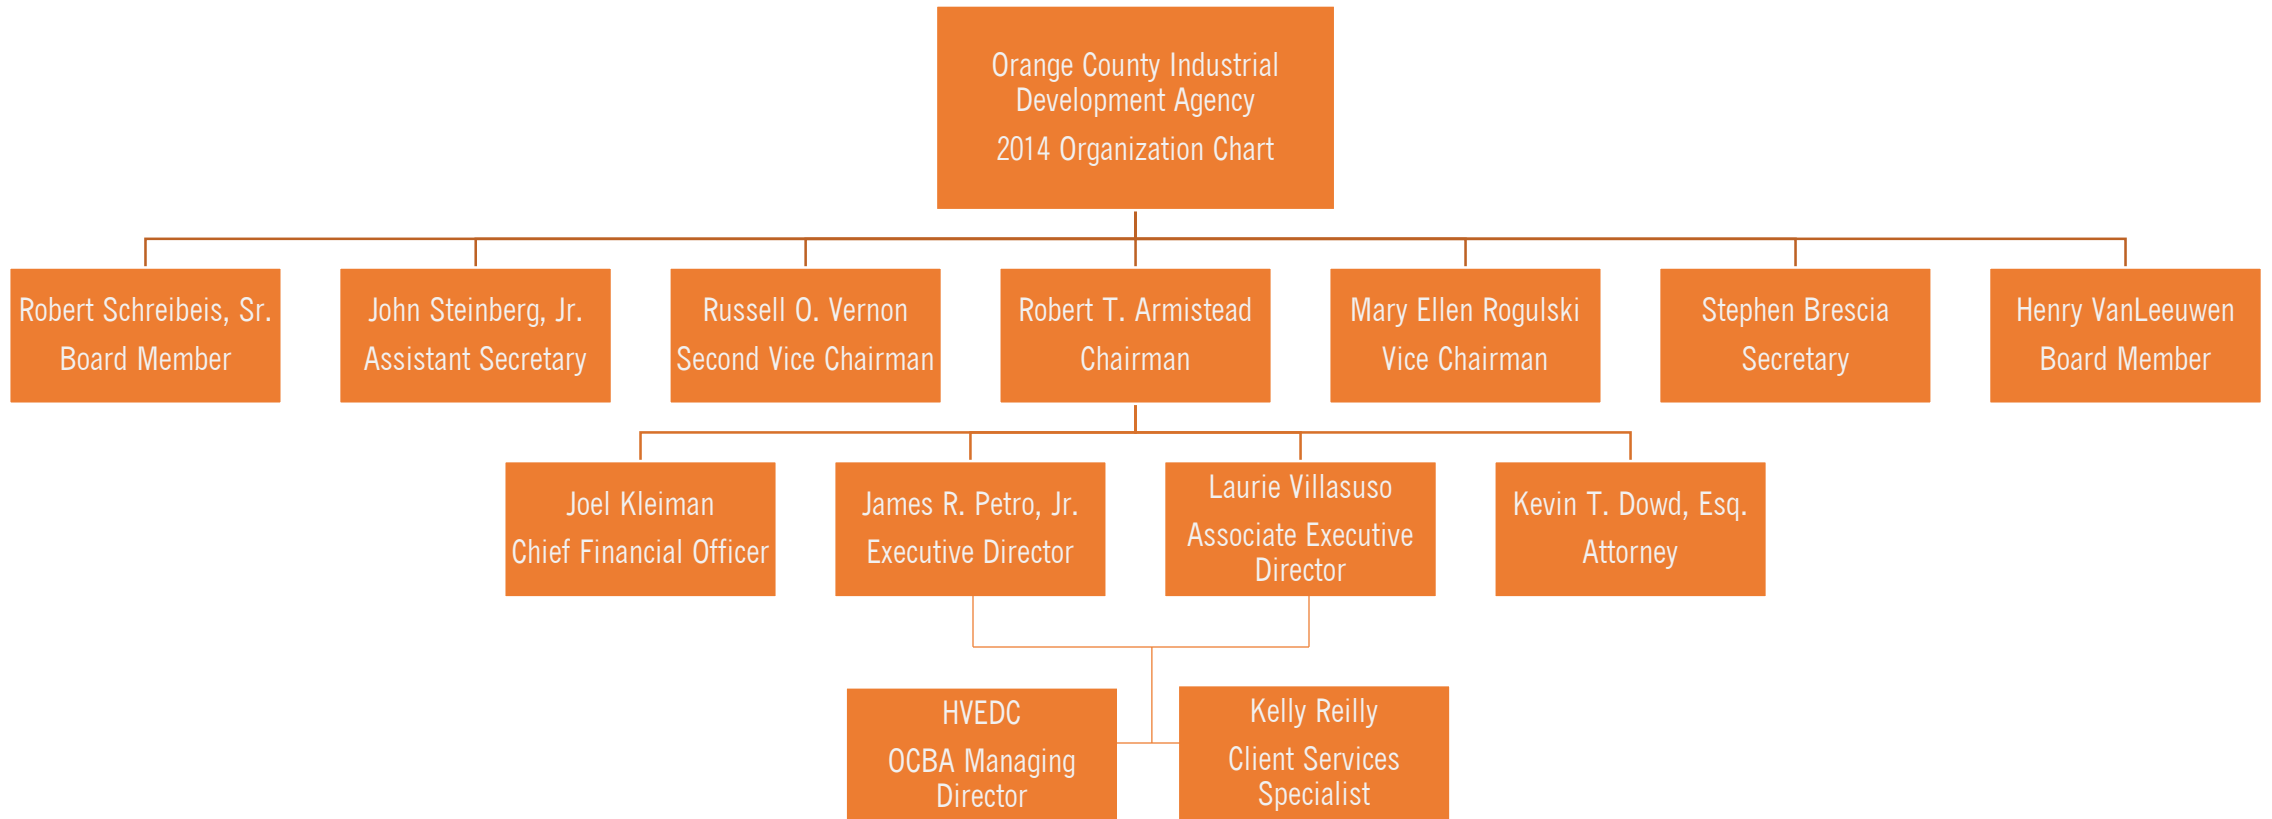 Orange County Industrial
Development Agency
2014 Organization Chart
Robert Schreibeis, Sr.
Board Member
John Steinberg, Jr.
Assistant Secretary
Russell O. Vernon
Second Vice Chairman
Robert T. Armistead
Chairman
Mary Ellen Rogulski
Vice Chairman
Stephen Brescia
Secretary
Henry VanLeeuwen
Board Member
Joel Kleiman
Chief Financial Officer
James R. Petro, Jr.
Executive Director
Laurie Villasuso
Associate Executive
Director
Kevin T. Dowd, Esq.
Attorney
HVEDC
OCBA Managing
Director
Kelly Reilly
Client Services
Specialist